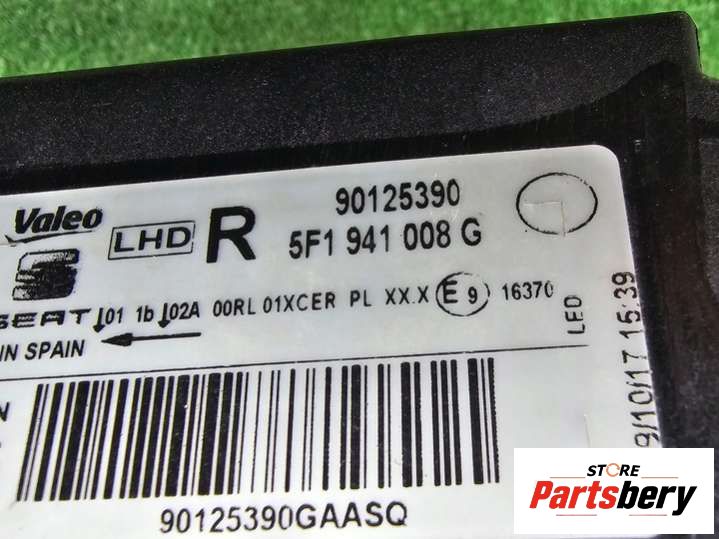 Valeo LHD R 90125390
5F1 941 008 G
SEAT 01 1b 02A 00RL 01XCER PL XX.X E9 16370
LED
IN SPAIN
9/10/17 15:39
N
90125390GAASQ
STORE
Partsbery